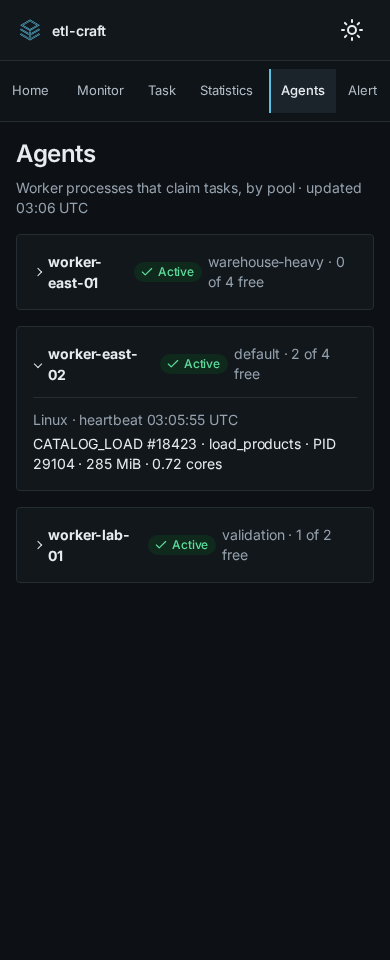 etl-craft
Home Monitor Task Statistics Agents Alert
Agents
Worker processes that claim tasks, by pool · updated
03:06 UTC
worker-east-01 Active warehouse-heavy · 0 of 4 free
worker-east-02 Active default · 2 of 4 free
Linux · heartbeat 03:05:55 UTC
CATALOG_LOAD #18423 · load_products · PID
29104 · 285 MiB · 0.72 cores
worker-lab-01 Active validation · 1 of 2 free